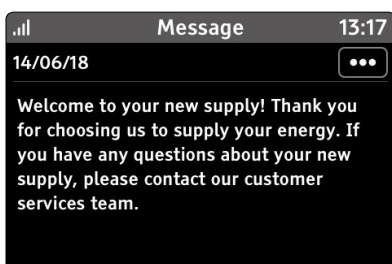 Message 13:17
14/06/18
Welcome to your new supply! Thank you
for choosing us to supply your energy. If
you have any questions about your new
supply, please contact our customer
services team.